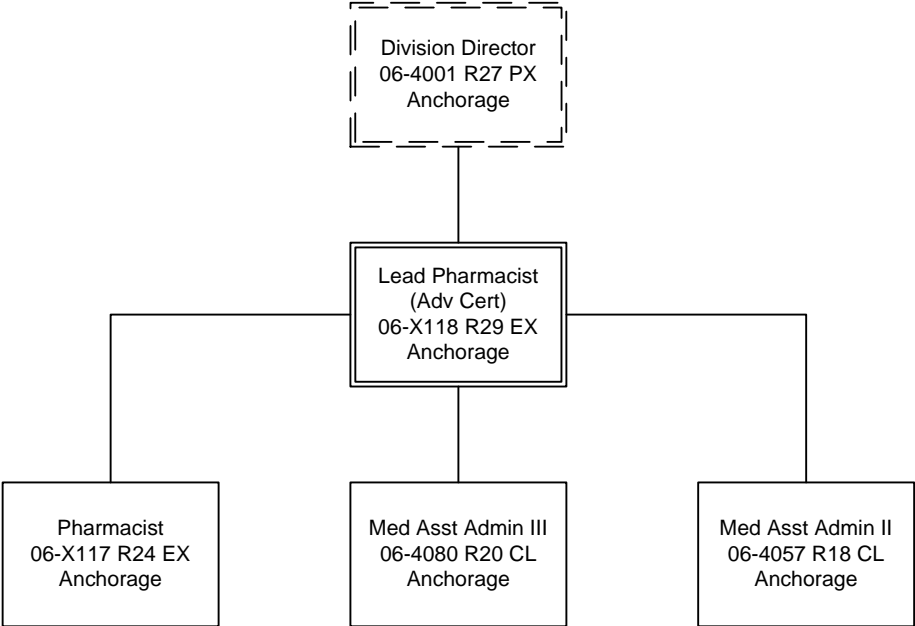 Division Director
06-4001 R27 PX
Anchorage
Lead Pharmacist
(Adv Cert)
06-X118 R29 EX
Anchorage
Pharmacist
06-X117 R24 EX
Anchorage
Med Asst Admin III
06-4080 R20 CL
Anchorage
Med Asst Admin II
06-4057 R18 CL
Anchorage